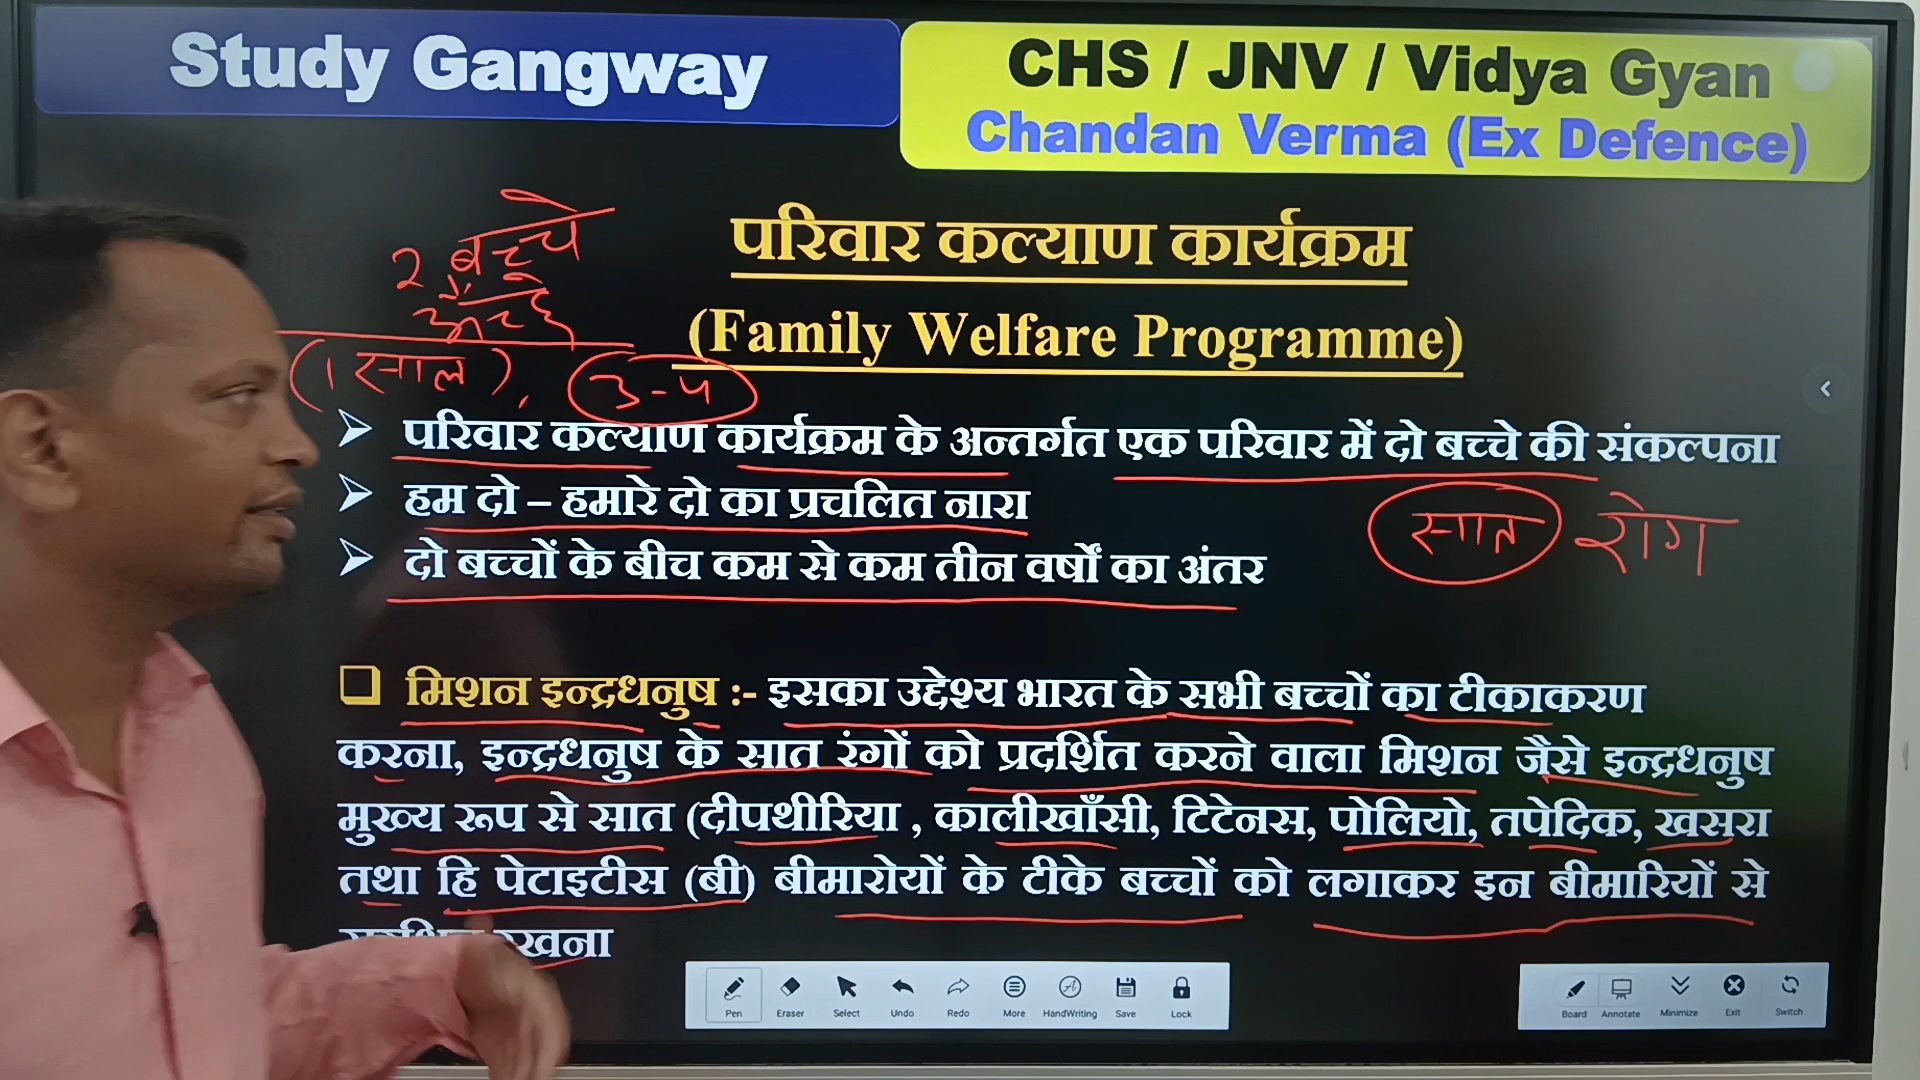 Study Gangway
CHS / JNV / Vidya Gyan
Chandan Verma (Ex Defence)
परिवार कल्याण कार्यक्रम
(Family Welfare Programme)
2 बच्चे
अच्छे
(1 साल), 3-4
➤ परिवार कल्याण कार्यक्रम के अन्तर्गत एक परिवार में दो बच्चे की संकल्पना
➤ हम दो – हमारे दो का प्रचलित नारा
सात रोग
➤ दो बच्चों के बीच कम से कम तीन वर्षों का अंतर
❑ मिशन इन्द्रधनुष :- इसका उद्देश्य भारत के सभी बच्चों का टीकाकरण
करना, इन्द्रधनुष के सात रंगों को प्रदर्शित करने वाला मिशन जैसे इन्द्रधनुष
मुख्य रूप से सात (दीपथीरिया , कालीखाँसी, टिटेनस, पोलियो, तपेदिक, खसरा
तथा हि पेटाइटीस (बी) बीमारोयों के टीके बच्चों को लगाकर इन बीमारियों से
रखना
Pen Eraser Select Undo Redo More HandWriting Save Lock
Board Annotate Minimize Exit Switch